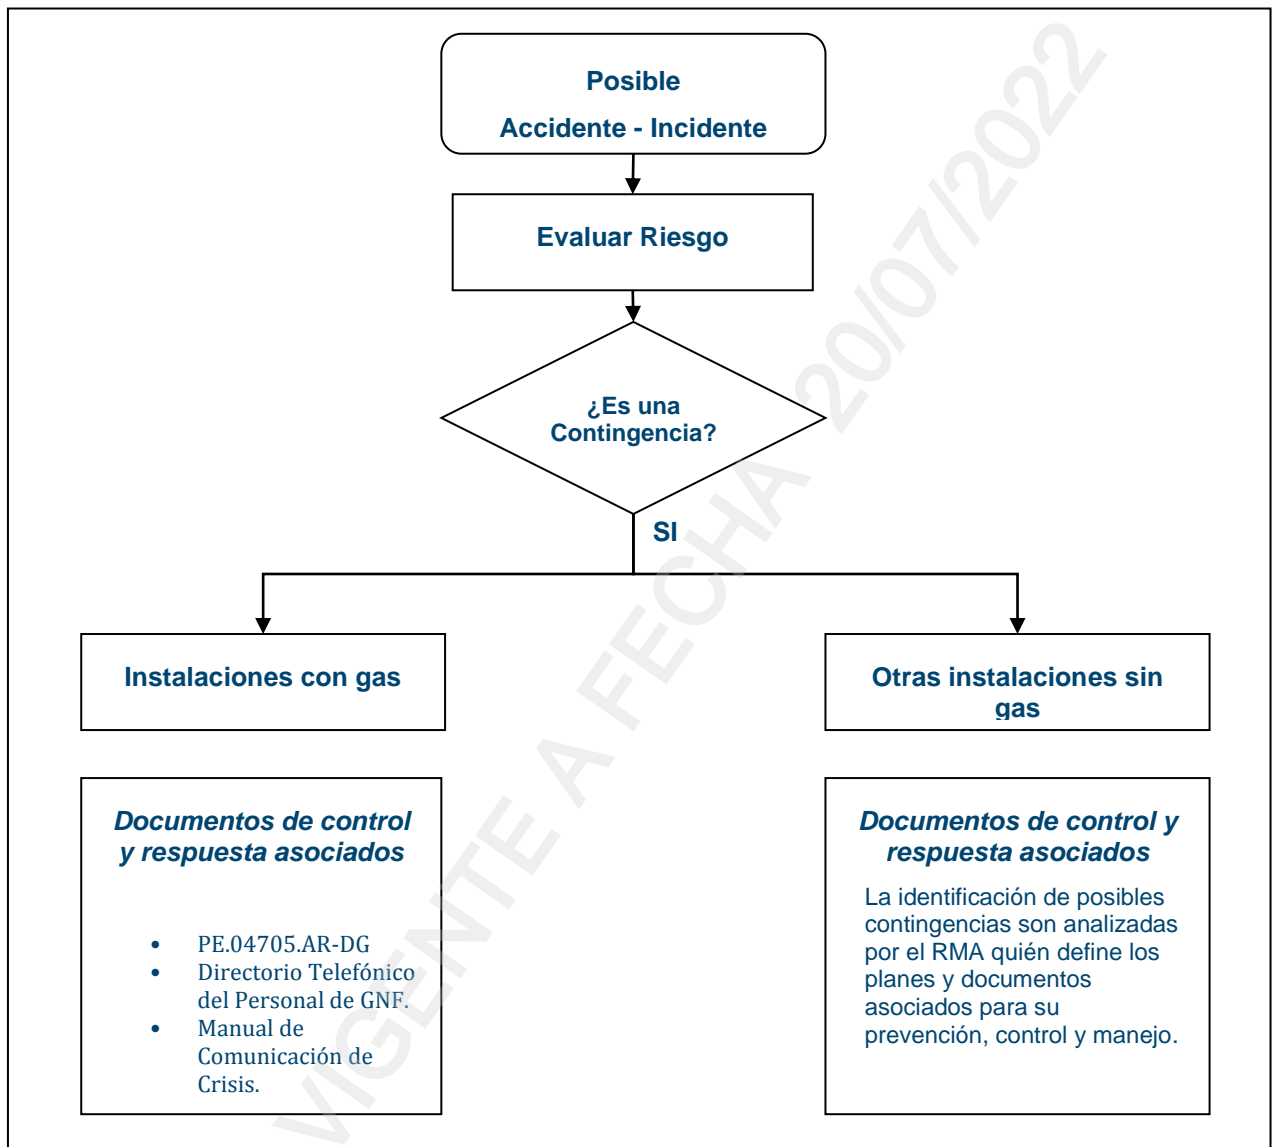 Posible
Accidente - Incidente
Evaluar Riesgo
¿Es una
Contingencia?
SI
Instalaciones con gas
Otras instalaciones sin
gas
Documentos de control
y respuesta asociados
• PE.04705.AR-DG
• Directorio Telefónico
del Personal de GNF.
• Manual de
Comunicación de
Crisis.
Documentos de control y
respuesta asociados
La identificación de posibles
contingencias son analizadas
por el RMA quién define los
planes y documentos
asociados para su
prevención, control y manejo.
VIGENTE A FECHA 20/07/2022